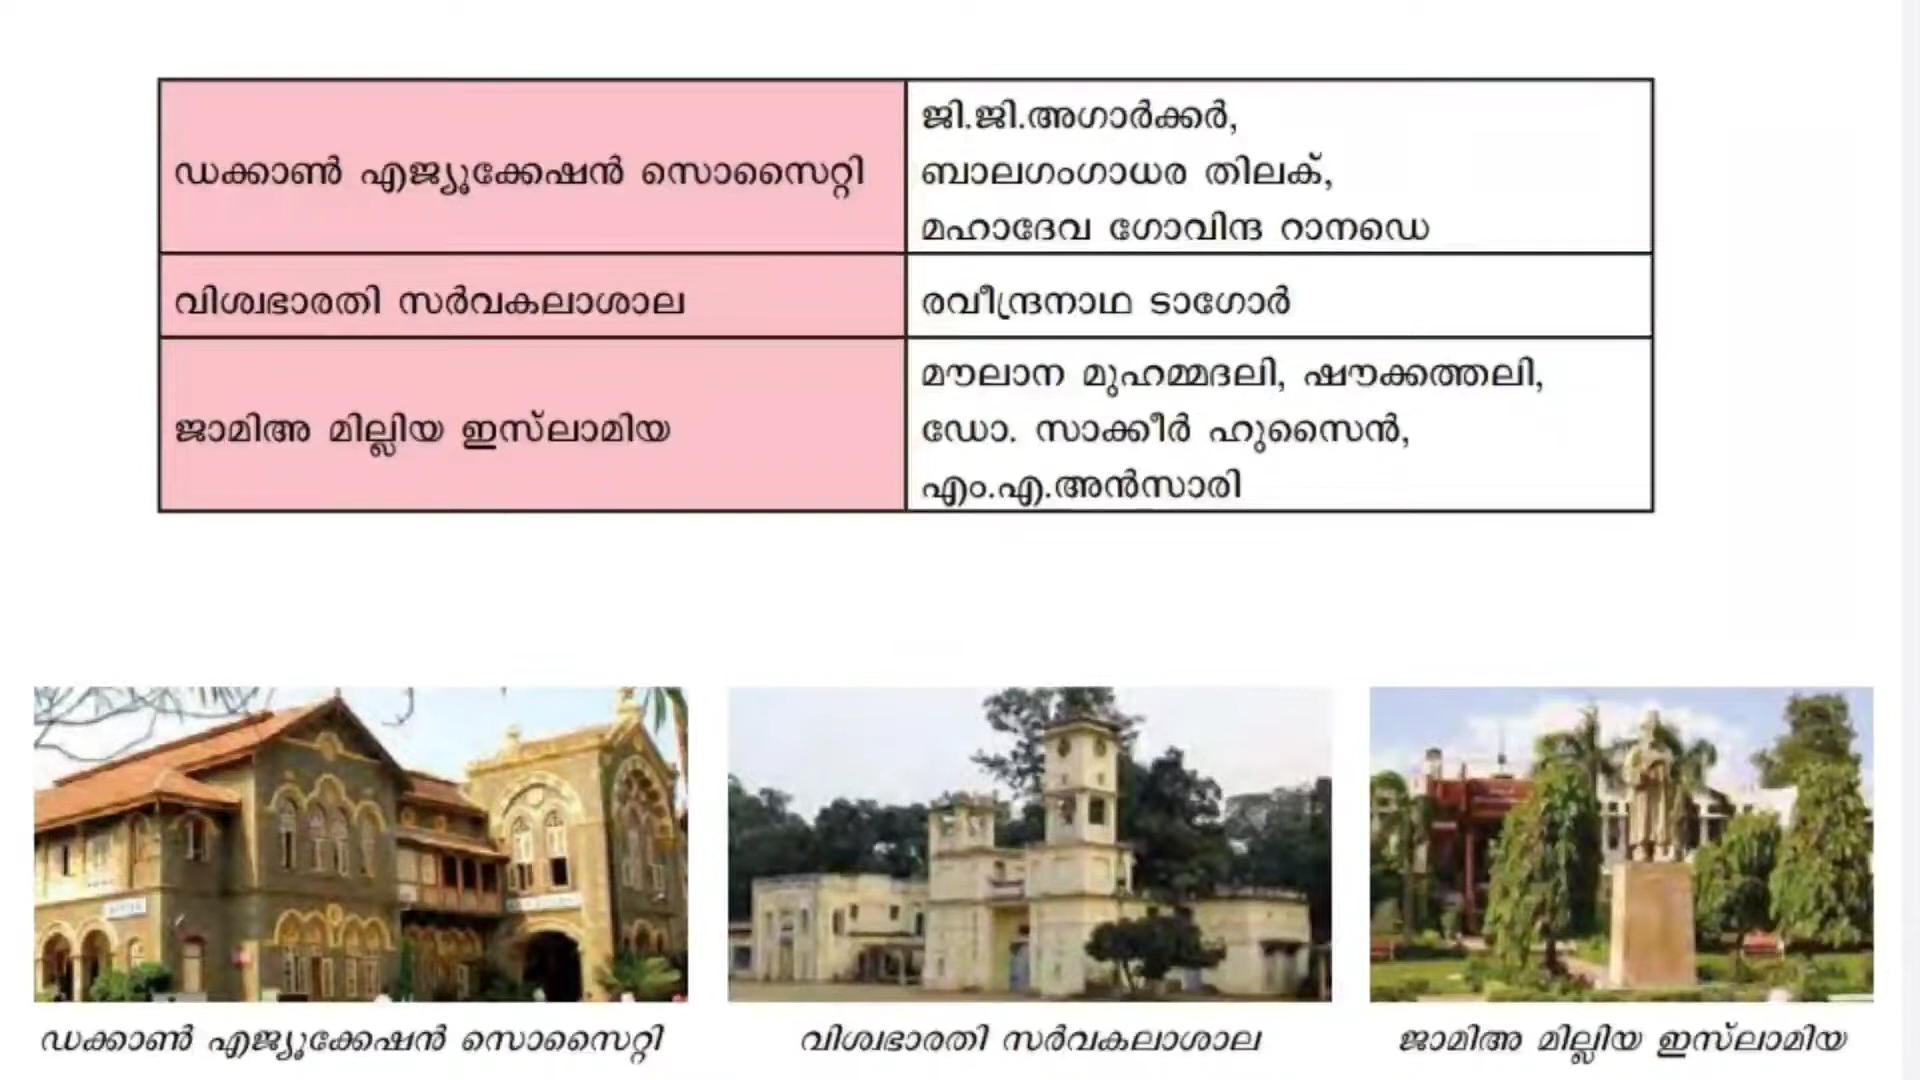 ഡക്കാൺ എജ്യൂക്കേഷൻ സൊസൈറ്റി
ജി.ജി.അഗാർക്കർ,
ബാലഗംഗാധര തിലക്,
മഹാദേവ ഗോവിന്ദ റാനഡെ
വിശ്വഭാരതി സർവകലാശാല
രവീന്ദ്രനാഥ ടാഗോർ
ജാമിഅ മില്ലിയ ഇസ്‌ലാമിയ
മൗലാന മുഹമ്മദലി, ഷൗക്കത്തലി,
ഡോ. സാക്കീർ ഹുസൈൻ,
എം.എ.അൻസാരി
ഡക്കാൺ എജ്യൂക്കേഷൻ സൊസൈറ്റി
വിശ്വഭാരതി സർവകലാശാല
ജാമിഅ മില്ലിയ ഇസ്‌ലാമിയ